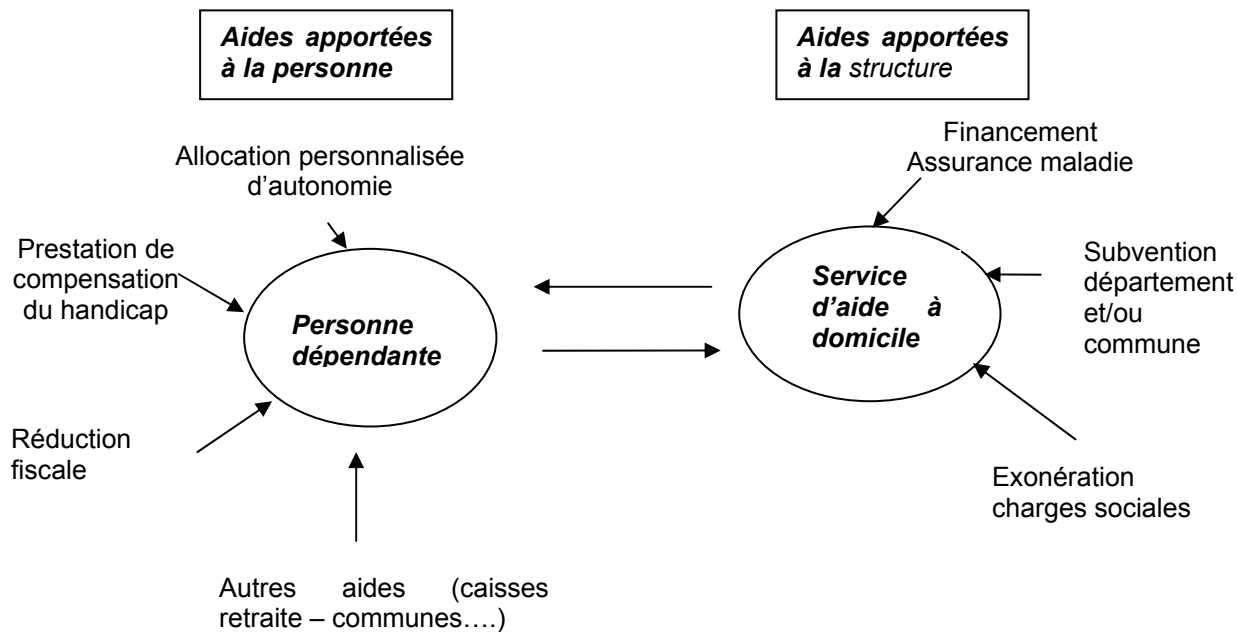 Aides apportées
à la personne
Aides apportées
à la structure
Allocation personnalisée
d’autonomie
Financement
Assurance maladie
Prestation de
compensation
du handicap
Personne
dépendante
Service
d’aide à
domicile
Subvention
département
et/ou
commune
Réduction
fiscale
Exonération
charges sociales
Autres aides (caisses
retraite – communes….)